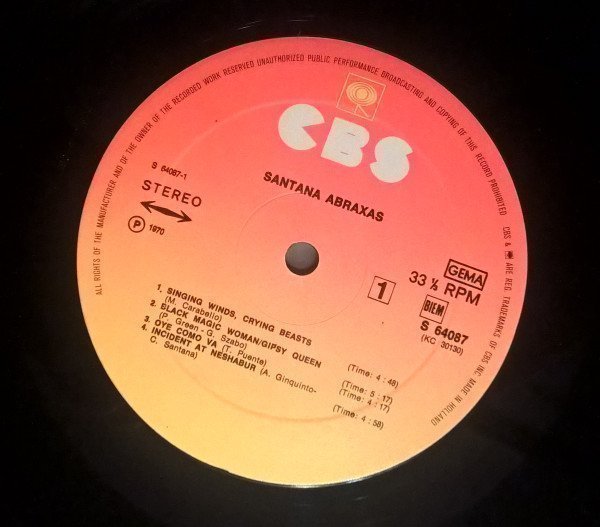 ALL RIGHTS OF THE MANUFACTURER AND OF THE OWNER OF THE RECORDED WORK RESERVED UNAUTHORIZED PUBLIC PERFORMANCE BROADCASTING AND COPYING OF THIS RECORD PROHIBITED CBS & ARE REG. TRADEMARKS OF CBS INC MADE IN HOLLAND
CBS
SANTANA ABRAXAS
S 64087-1
STEREO
P 1970
1
33 ⅓ RPM
GEMA
BIEM
S 64087
(KC 30130)
1. SINGING WINDS, CRYING BEASTS
(M. Carabello) (Time: 4:48)
2. BLACK MAGIC WOMAN/GIPSY QUEEN
(P. Green - G. Szabo) (Time: 5:17)
3. OYE COMO VA (T. Puente) (Time: 4:17)
4. INCIDENT AT NESHABUR (A. Ginquinto-
C. Santana) (Time: 4:58)